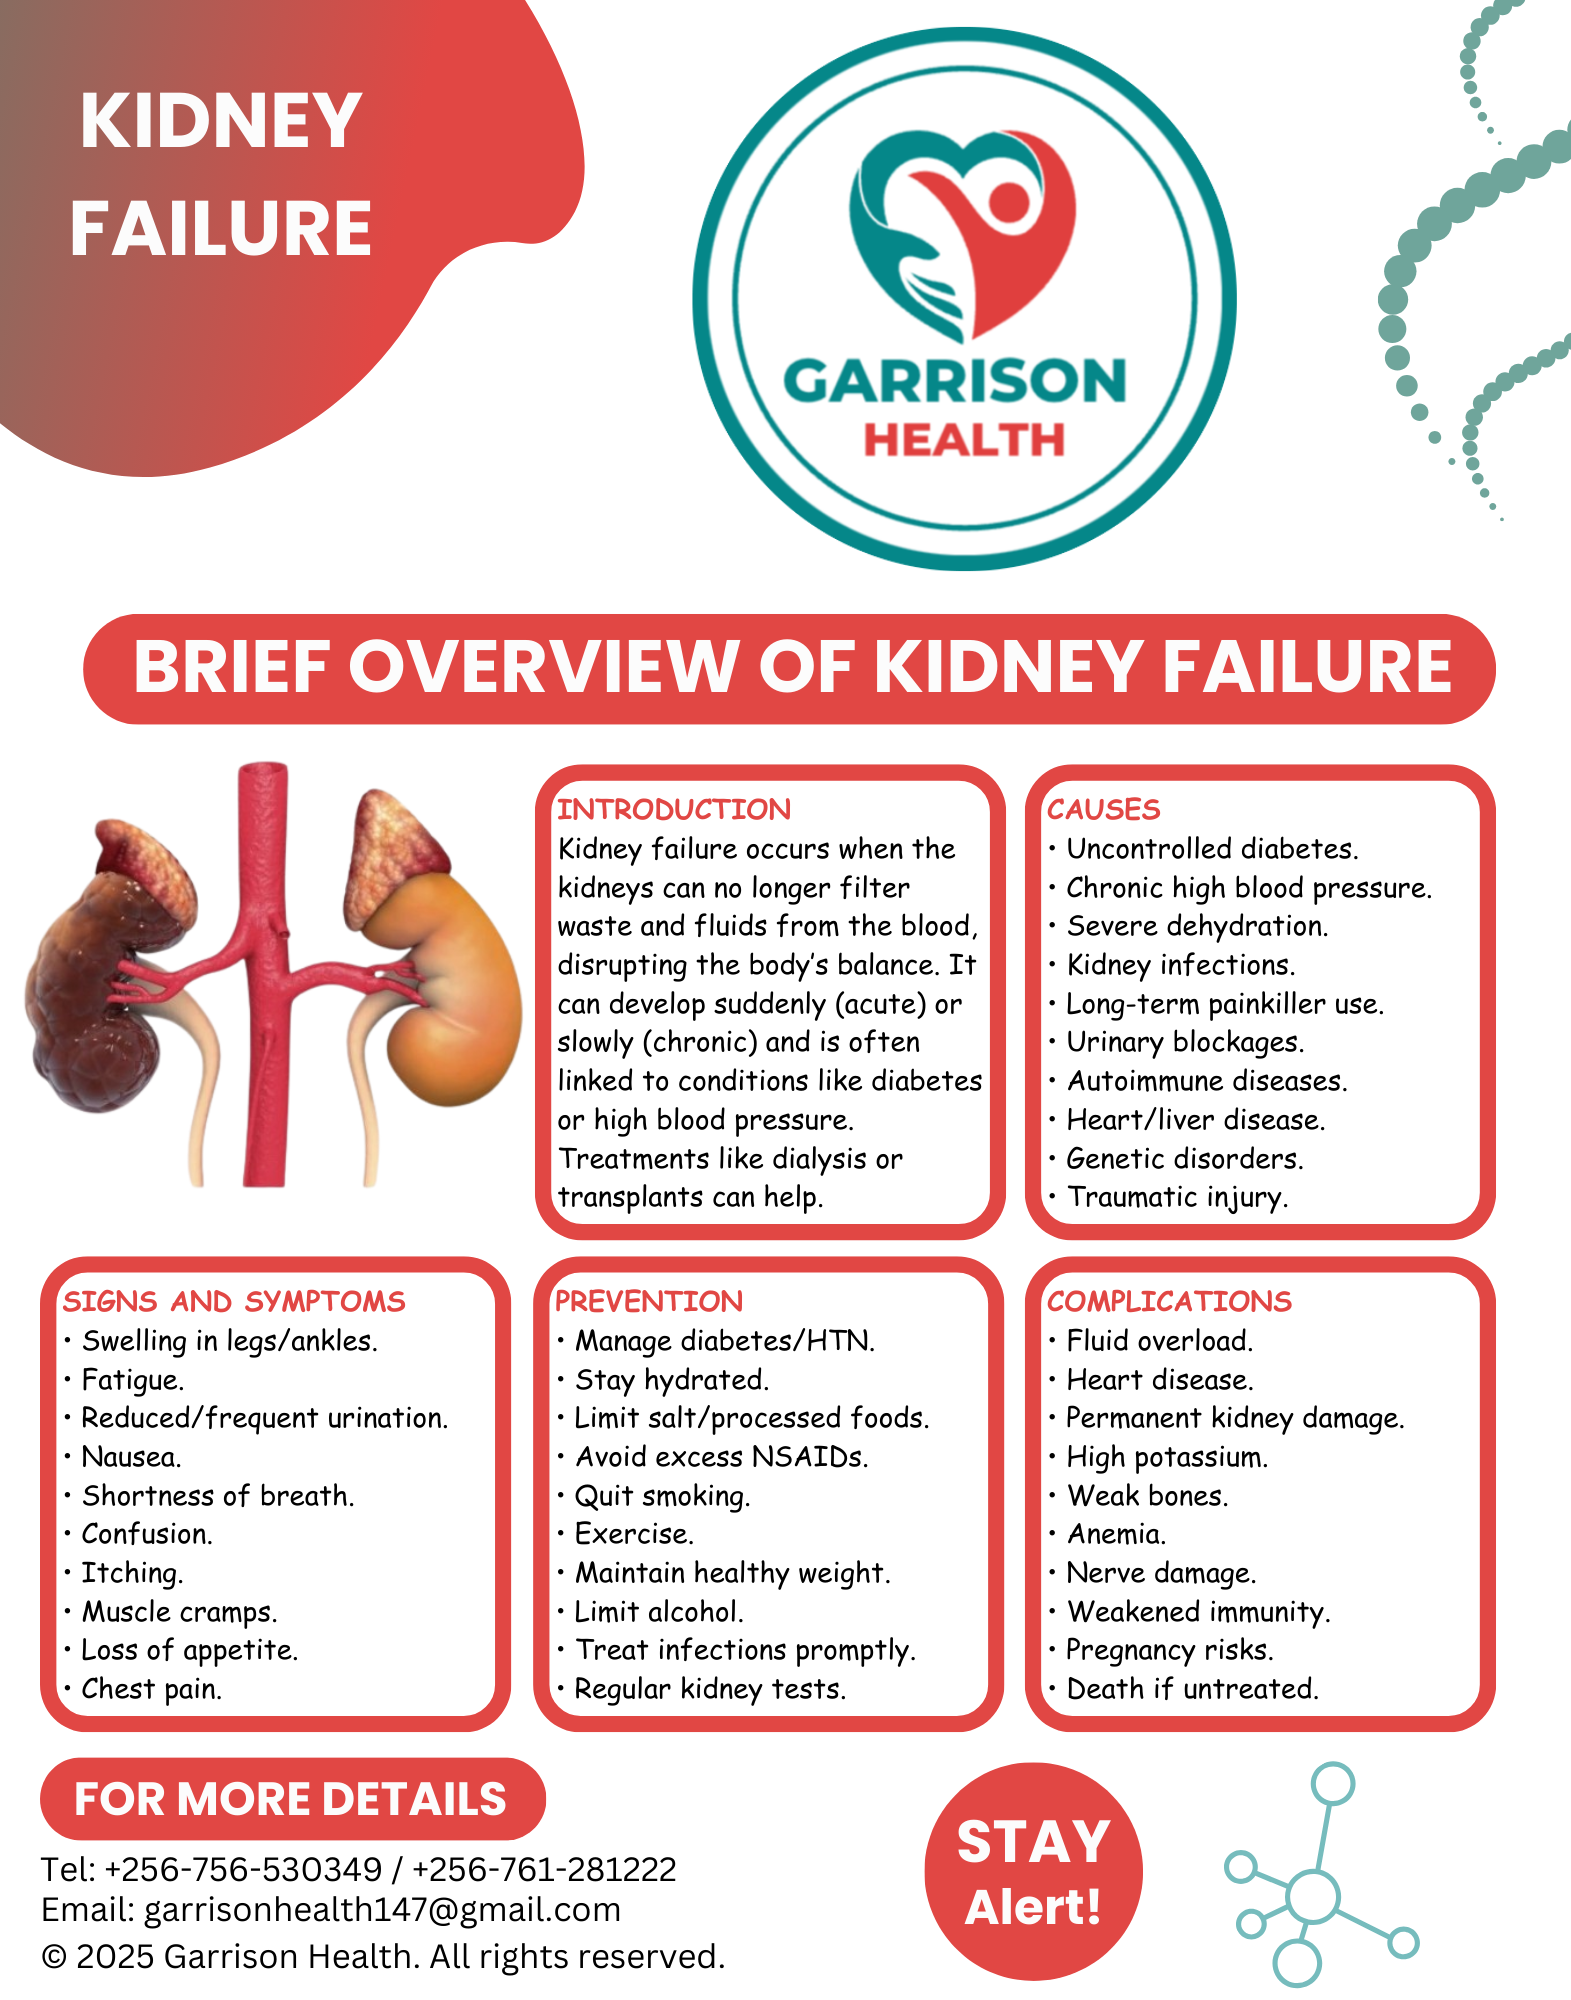 KIDNEY
FAILURE
GARRISON
HEALTH
BRIEF OVERVIEW OF KIDNEY FAILURE
INTRODUCTION
Kidney failure occurs when the
kidneys can no longer filter
waste and fluids from the blood,
disrupting the body's balance. It
can develop suddenly (acute) or
slowly (chronic) and is often
linked to conditions like diabetes
or high blood pressure.
Treatments like dialysis or
transplants can help.
CAUSES
• Uncontrolled diabetes.
• Chronic high blood pressure.
• Severe dehydration.
• Kidney infections.
• Long-term painkiller use.
• Urinary blockages.
• Autoimmune diseases.
• Heart/liver disease.
• Genetic disorders.
• Traumatic injury.
SIGNS AND SYMPTOMS
• Swelling in legs/ankles.
• Fatigue.
• Reduced/frequent urination.
• Nausea.
• Shortness of breath.
• Confusion.
• Itching.
• Muscle cramps.
• Loss of appetite.
• Chest pain.
PREVENTION
• Manage diabetes/HTN.
• Stay hydrated.
• Limit salt/processed foods.
• Avoid excess NSAIDs.
• Quit smoking.
• Exercise.
• Maintain healthy weight.
• Limit alcohol.
• Treat infections promptly.
• Regular kidney tests.
COMPLICATIONS
• Fluid overload.
• Heart disease.
• Permanent kidney damage.
• High potassium.
• Weak bones.
• Anemia.
• Nerve damage.
• Weakened immunity.
• Pregnancy risks.
• Death if untreated.
FOR MORE DETAILS
Tel: +256-756-530349 / +256-761-281222
Email: garrisonhealth147@gmail.com
© 2025 Garrison Health. All rights reserved.
STAY
Alert!